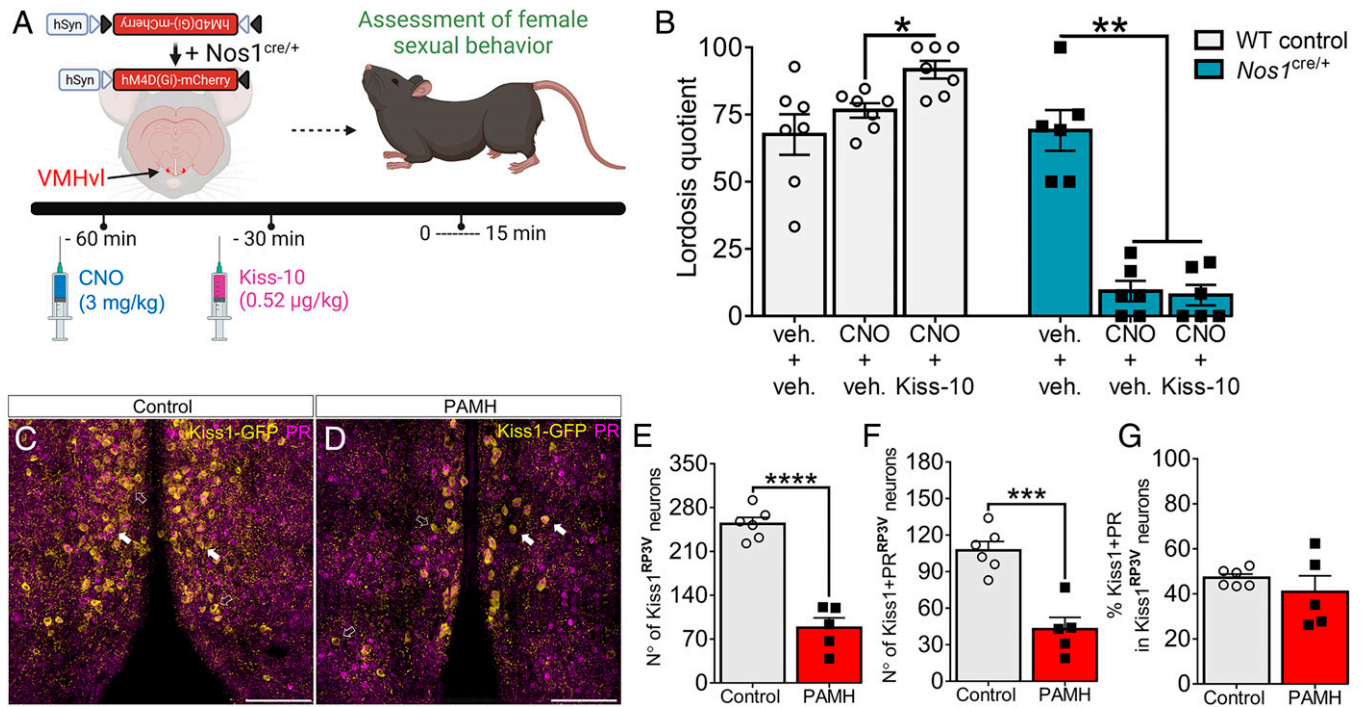 A
hSyn
hM4D(Gi)-mCherry
+ Nos1cre/+
hSyn
hM4D(Gi)-mCherry
VMHvl
Assessment of female
sexual behavior
- 60 min
- 30 min
0 ------- 15 min
CNO
(3 mg/kg)
Kiss-10
(0.52 µg/kg)
B
Lordosis quotient
100
75
50
25
0
*
**
WT control
Nos1cre/+
veh.
+
veh.
CNO
+
veh.
CNO
+
Kiss-10
veh.
+
veh.
CNO
+
veh.
CNO
+
Kiss-10
Control
C
Kiss1-GFP PR
PAMH
D
Kiss1-GFP PR
E
N° of Kiss1RP3V neurons
350
280
210
140
70
0
****
Control
PAMH
F
N° of Kiss1+PRRP3V neurons
180
150
120
90
60
30
0
***
Control
PAMH
G
% Kiss1+PR
in Kiss1RP3V neurons
100
80
60
40
20
0
Control
PAMH